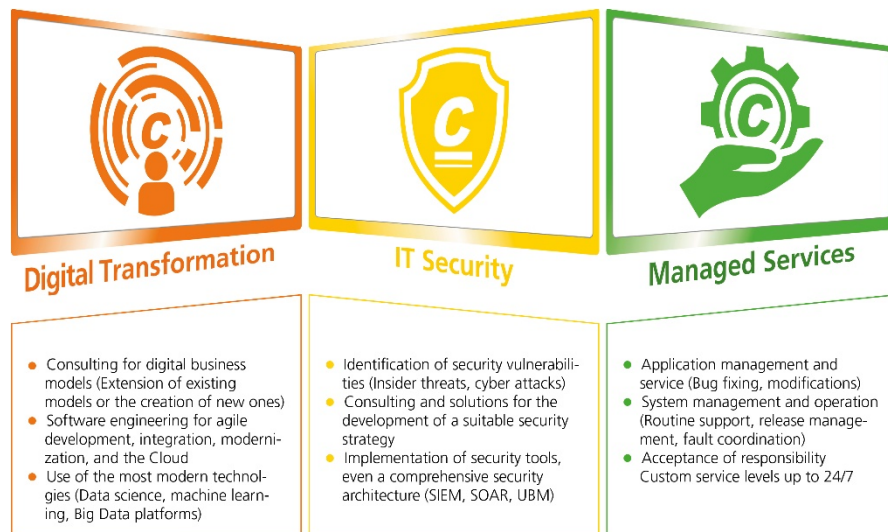 C
C
C
Digital Transformation
IT Security
Managed Services
• Consulting for digital business
models (Extension of existing
models or the creation of new ones)
• Software engineering for agile
development, integration, moderni-
zation, and the Cloud
• Use of the most modern technol-
gies (Data science, machine learn-
ing, Big Data platforms)
• Identification of security vulnerabili-
ties (Insider threats, cyber attacks)
• Consulting and solutions for the
development of a suitable security
strategy
• Implementation of security tools,
even a comprehensive security
architecture (SIEM, SOAR, UBM)
• Application management and
service (Bug fixing, modifications)
• System management and operation
(Routine support, release manage-
ment, fault coordination)
• Acceptance of responsibility
Custom service levels up to 24/7